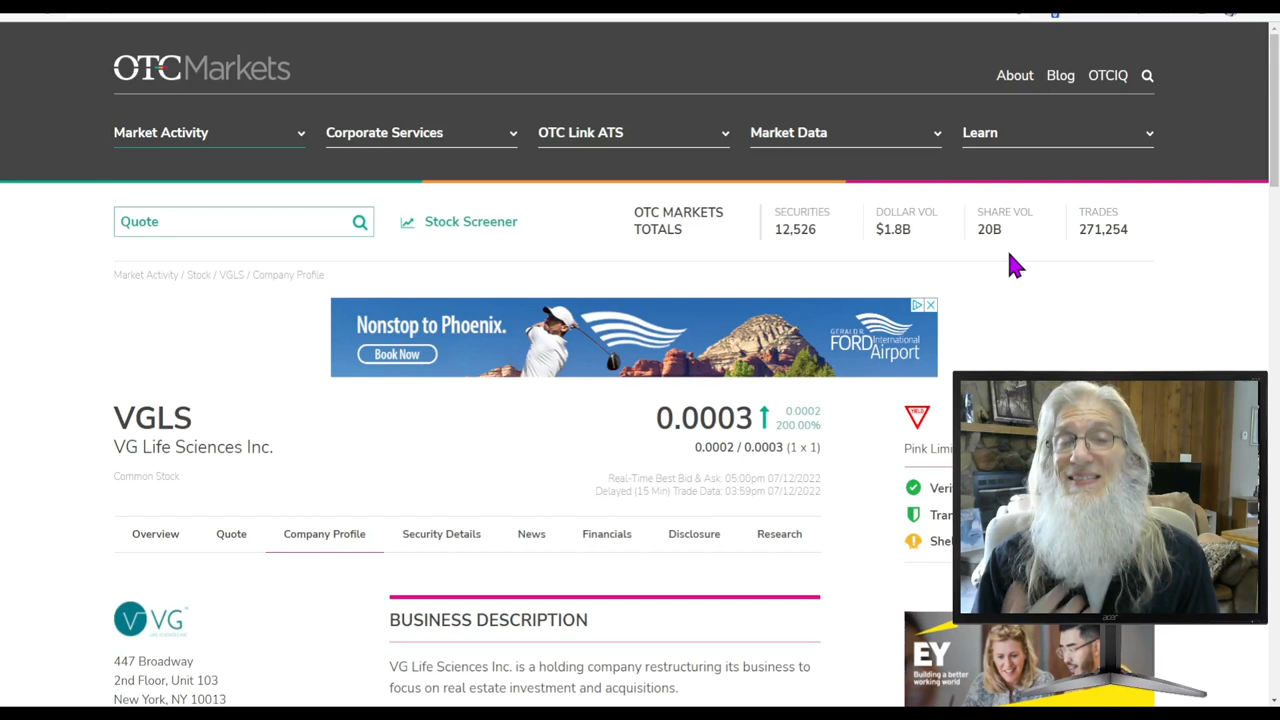 OTCMarkets
About Blog OTCIQ
Market Activity Corporate Services OTC Link ATS Market Data Learn
Quote
Stock Screener
OTC MARKETS
TOTALS
SECURITIES
12,526
DOLLAR VOL
$1.8B
SHARE VOL
20B
TRADES
271,254
Market Activity / Stock / VGLS / Company Profile
Nonstop to Phoenix.
Book Now
GERALD R.
FORD International
Airport
VGLS
VG Life Sciences Inc.
Common Stock
0.0003
0.0002
200.00%
0.0002 / 0.0003 (1 x 1)
Real-Time Best Bid & Ask: 05:00pm 07/12/2022
Delayed (15 Min) Trade Data: 03:59pm 07/12/2022
YIELD
Pink
Overview Quote Company Profile Security Details News Financials Disclosure Research
VG
LIFE SCIENCES INC.
447 Broadway
2nd Floor, Unit 103
New York, NY 10013
BUSINESS DESCRIPTION
VG Life Sciences Inc. is a holding company restructuring its business to
focus on real estate investment and acquisitions.
acer
EY
Building a better
working world